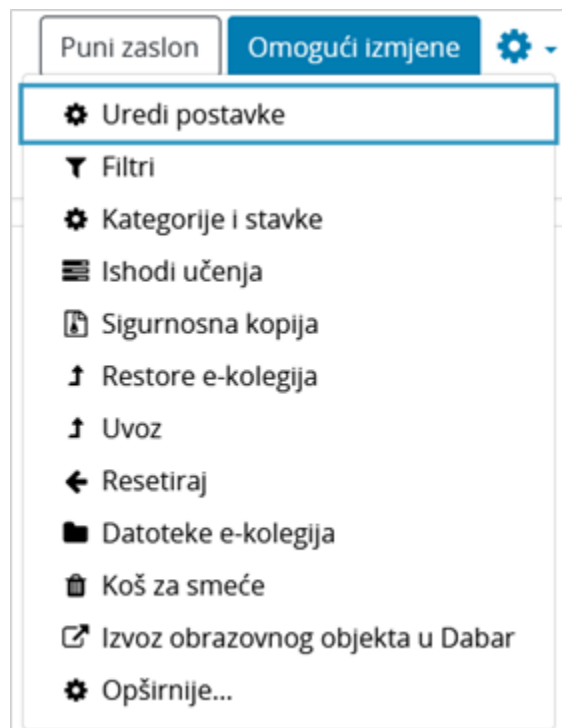 Puni zaslon
Omogući izmjene
Uredi postavke
Filtri
Kategorije i stavke
Ishodi učenja
Sigurnosna kopija
Restore e-kolegija
Uvoz
Resetiraj
Datoteke e-kolegija
Koš za smeće
Izvoz obrazovnog objekta u Dabar
Opširnije...